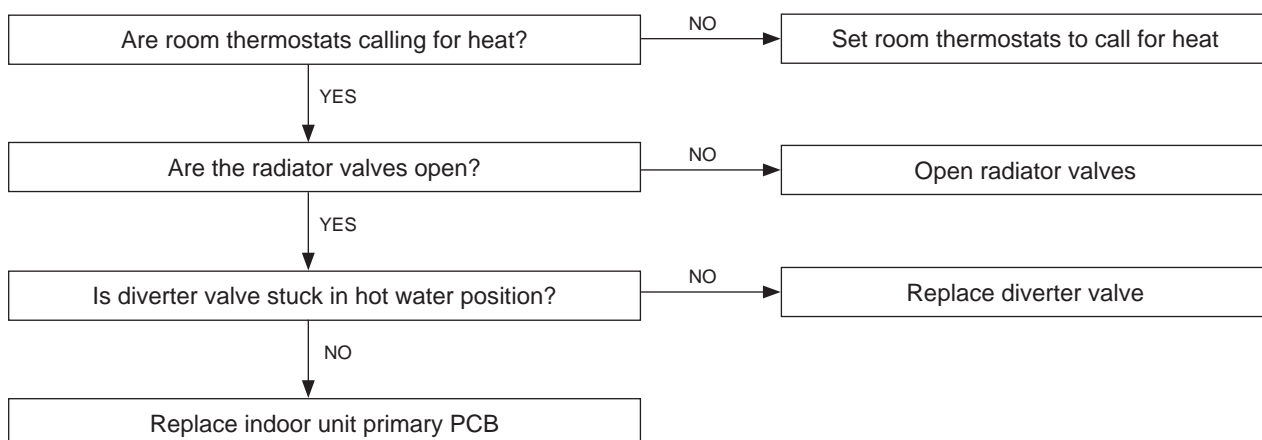 Are room thermostats calling for heat?
NO
Set room thermostats to call for heat
YES
Are the radiator valves open?
NO
Open radiator valves
YES
Is diverter valve stuck in hot water position?
NO
Replace diverter valve
NO
Replace indoor unit primary PCB